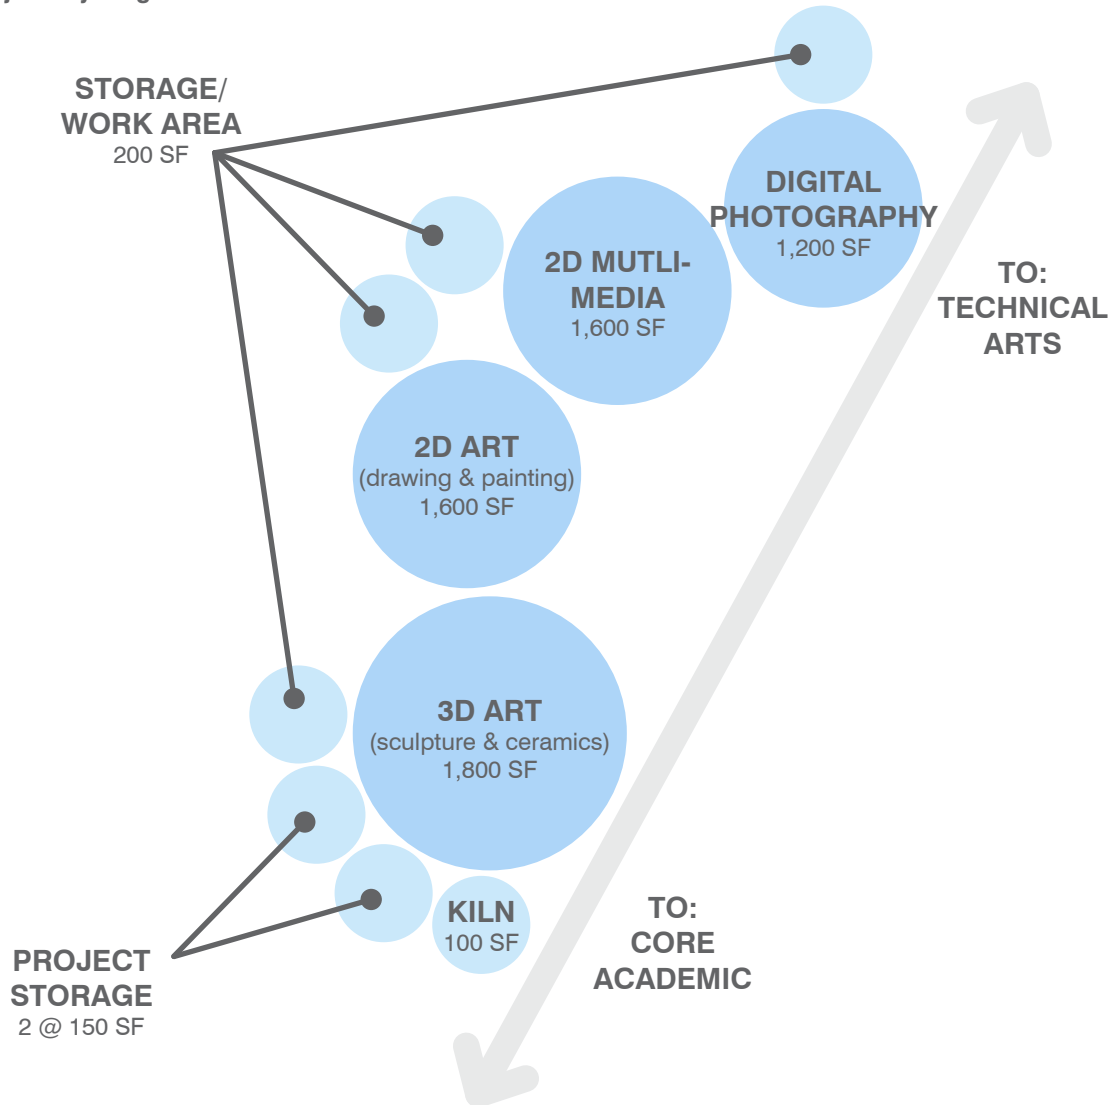 STORAGE/
WORK AREA
200 SF
DIGITAL
PHOTOGRAPHY
1,200 SF
2D MUTLI-
MEDIA
1,600 SF
TO:
TECHNICAL
ARTS
2D ART
(drawing & painting)
1,600 SF
3D ART
(sculpture & ceramics)
1,800 SF
KILN
100 SF
TO:
CORE
ACADEMIC
PROJECT
STORAGE
2 @ 150 SF